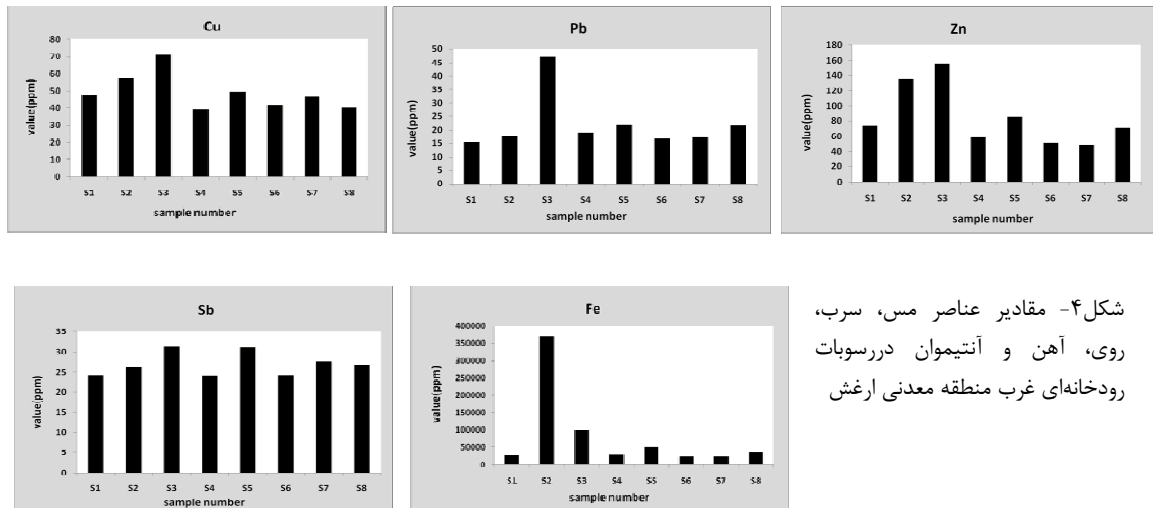 Cu
80
70
60
50
40
30
20
10
0
value(ppm)
S1 S2 S3 S4 S5 S6 S7 S8
sample number
Pb
50
45
40
35
30
25
20
15
10
5
0
value(ppm)
S1 S2 S3 S4 S5 S6 S7 S8
sample number
Zn
180
160
140
120
100
80
60
40
20
0
value(ppm)
S1 S2 S3 S4 S5 S6 S7 S8
sample number
Sb
35
30
25
20
15
10
5
0
value(ppm)
S1 S2 S3 S4 S5 S6 S7 S8
sample number
Fe
400000
350000
300000
250000
200000
150000
100000
50000
0
value(ppm)
S1 S2 S3 S4 S5 S6 S7 S8
sample number
شکل۴- مقادیر عناصر مس، سرب،
روی، آهن و آنتیموان دررسوبات
رودخانه‌ای غرب منطقه معدنی ارغش